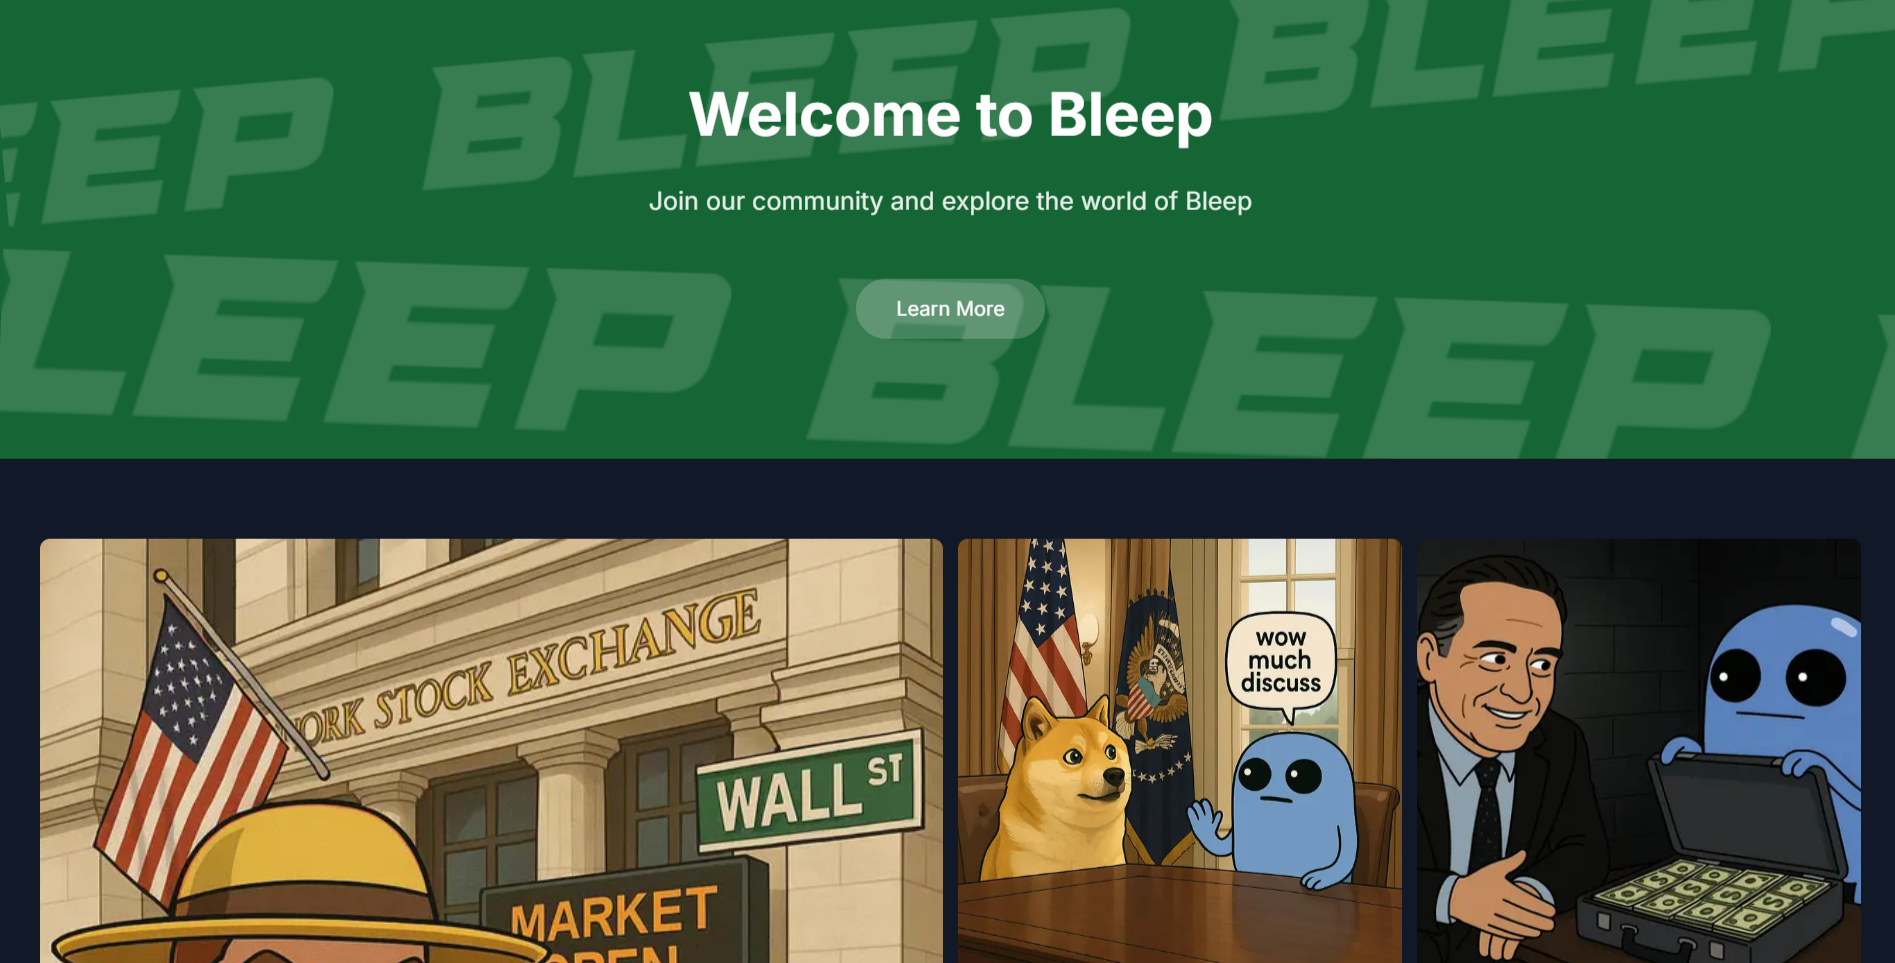 EEP BLEEP BLEEP
Welcome to Bleep
Join our community and explore the world of Bleep
Learn More
LEEP BLEEP
ORK STOCK EXCHANGE
WALL ST
MARKET
OPEN
wow
much
discuss